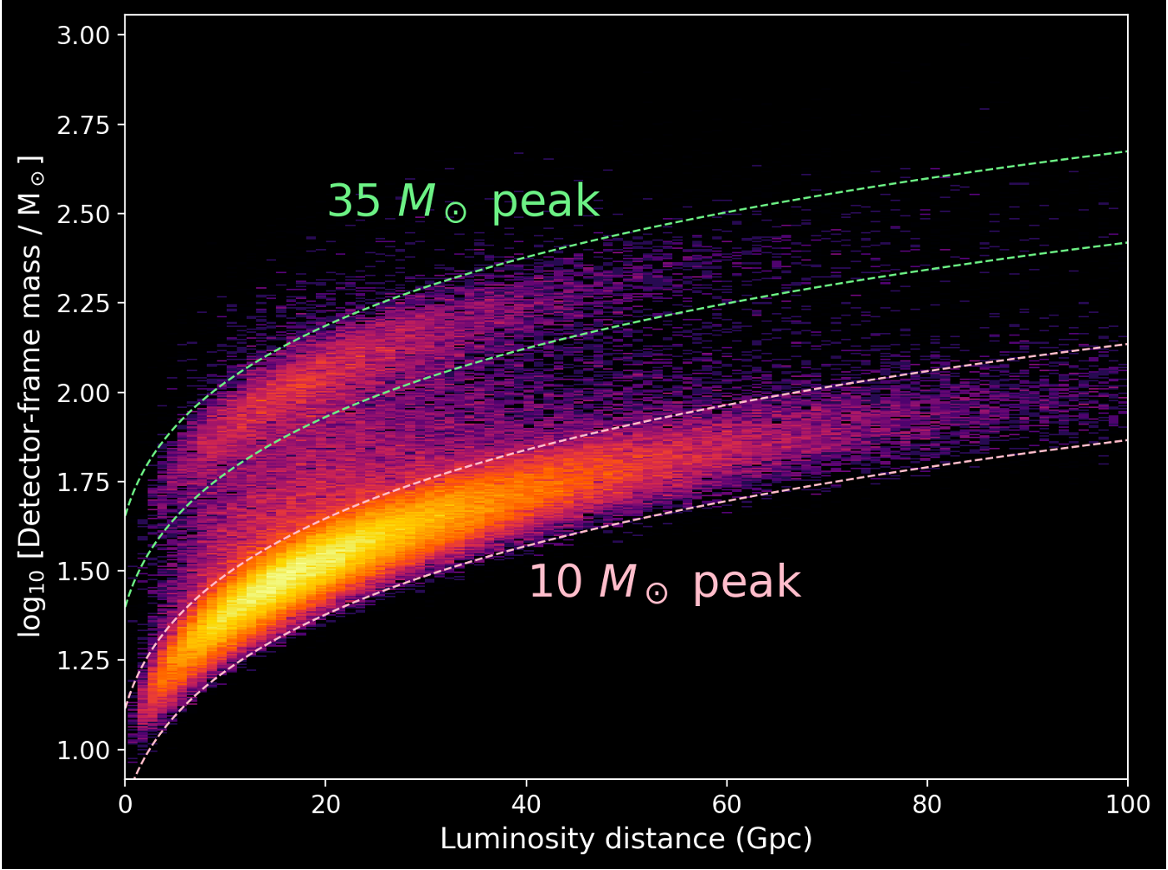 3.00
2.75
2.50
2.25
2.00
1.75
1.50
1.25
1.00
log₁₀ [Detector-frame mass / M⊙]
35 M⊙ peak
10 M⊙ peak
0 20 40 60 80 100
Luminosity distance (Gpc)